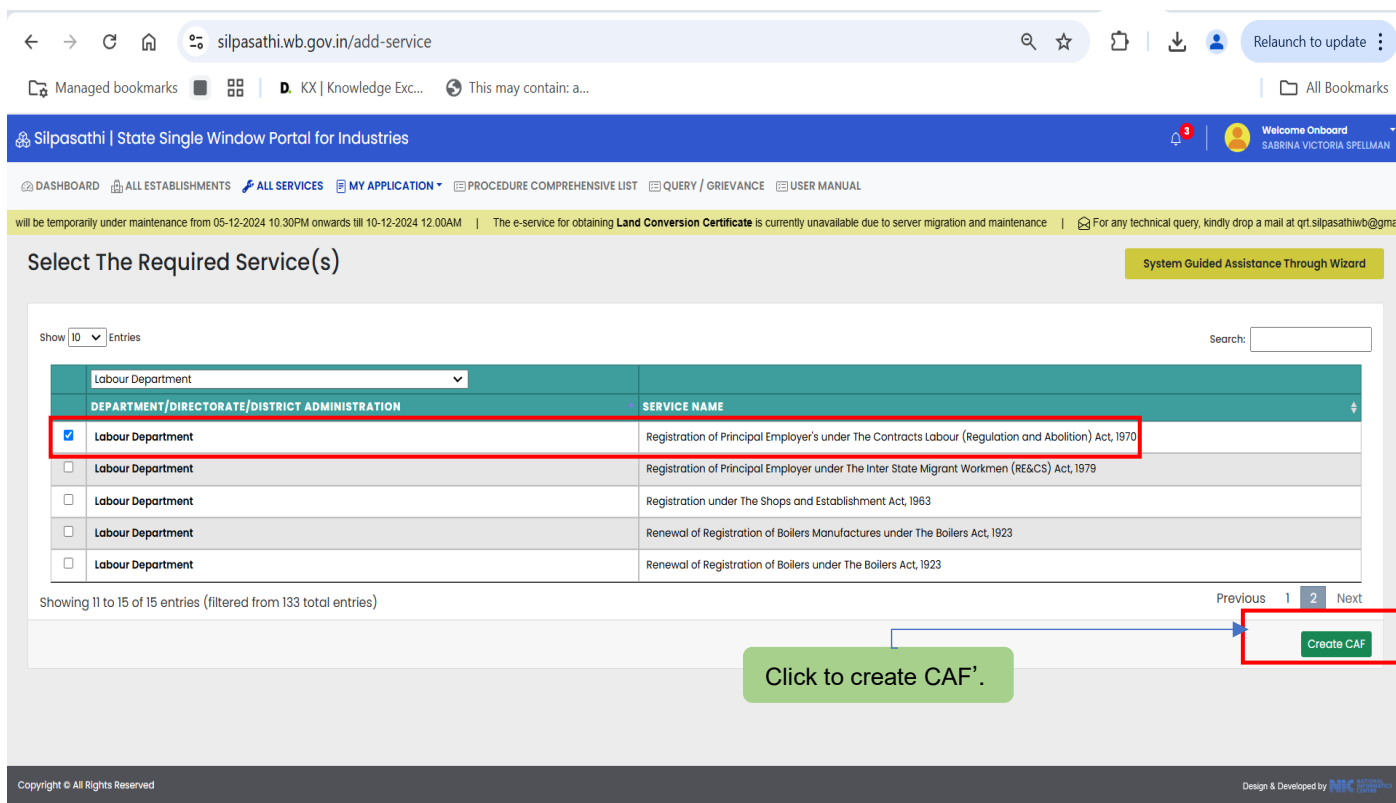 silpasathi.wb.gov.in/add-service
Relaunch to update
Managed bookmarks
D. KX | Knowledge Exc...
This may contain: a...
All Bookmarks
Silpasathi | State Single Window Portal for Industries
3
Welcome Onboard
SABRINA VICTORIA SPELLMAN
DASHBOARD ALL ESTABLISHMENTS ALL SERVICES MY APPLICATION PROCEDURE COMPREHENSIVE LIST QUERY / GRIEVANCE USER MANUAL
will be temporarily under maintenance from 05-12-2024 10.30PM onwards till 10-12-2024 12.00AM | The e-service for obtaining Land Conversion Certificate is currently unavailable due to server migration and maintenance | For any technical query, kindly drop a mail at qrt.silpasathiwb@gma
Select The Required Service(s)
System Guided Assistance Through Wizard
Show 10 Entries
Search:
Labour Department
DEPARTMENT/DIRECTORATE/DISTRICT ADMINISTRATION SERVICE NAME
Labour Department Registration of Principal Employer's under The Contracts Labour (Regulation and Abolition) Act, 1970
Labour Department Registration of Principal Employer under The Inter State Migrant Workmen (RE&CS) Act, 1979
Labour Department Registration under The Shops and Establishment Act, 1963
Labour Department Renewal of Registration of Boilers Manufactures under The Boilers Act, 1923
Labour Department Renewal of Registration of Boilers under The Boilers Act, 1923
Showing 11 to 15 of 15 entries (filtered from 133 total entries)
Previous 1 2 Next
Create CAF
Click to create CAF’.
Copyright © All Rights Reserved
Design & Developed by NIC NATIONAL INFORMATICS CENTRE